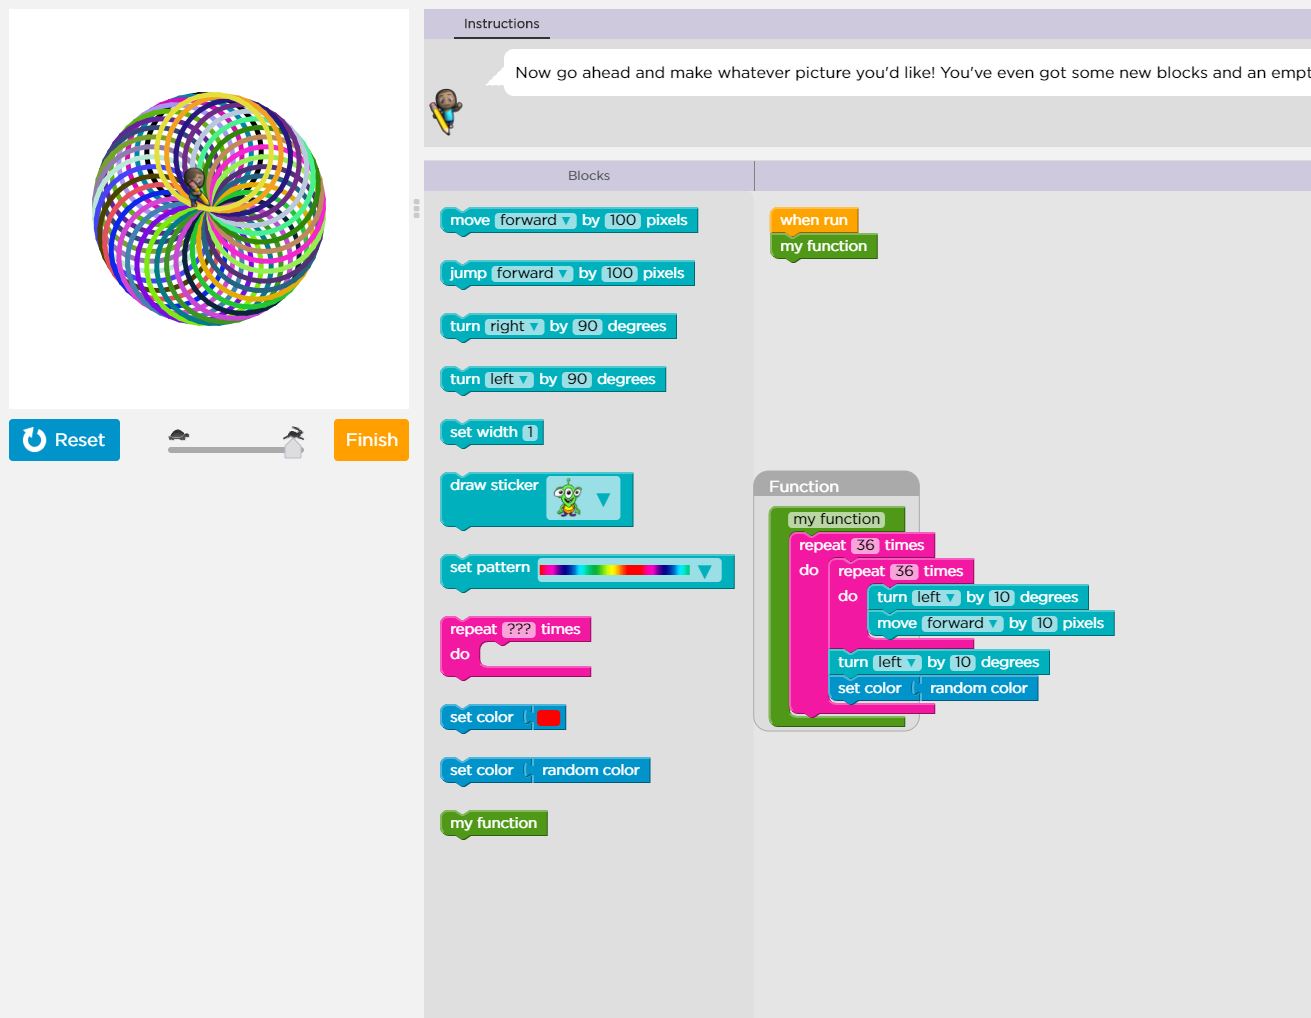 Instructions
Now go ahead and make whatever picture you'd like! You've even got some new blocks and an empt
Blocks
move forward by 100 pixels
jump forward by 100 pixels
turn right by 90 degrees
turn left by 90 degrees
set width 1
draw sticker
set pattern
repeat ??? times
do
set color
set color random color
my function
when run
my function
Function
my function
repeat 36 times
do repeat 36 times
do turn left by 10 degrees
move forward by 10 pixels
turn left by 10 degrees
set color random color
Reset
Finish